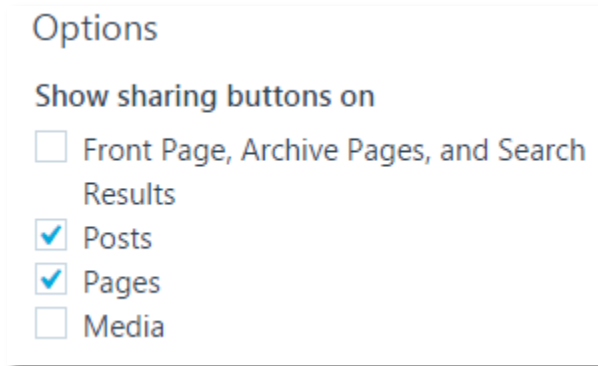 Options
Show sharing buttons on
Front Page, Archive Pages, and Search
Results
Posts
Pages
Media